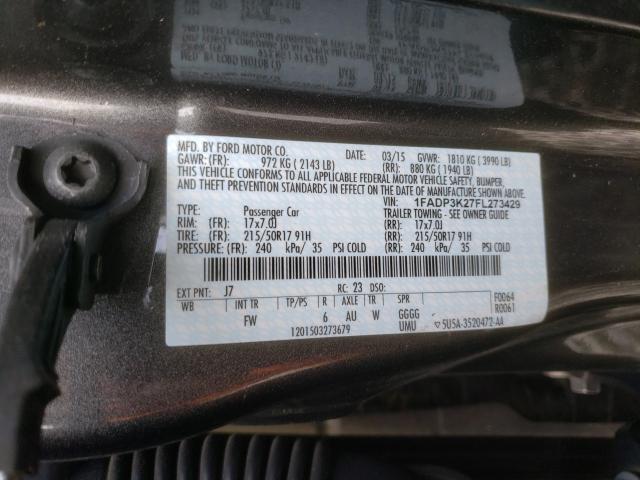 MFD. BY FORD MOTOR CO.
DATE: 03/15 GVWR: 1810 KG (3990 LB)
GAWR: (FR): 972 KG (2143 LB) (RR): 880 KG (1940 LB)
THIS VEHICLE CONFORMS TO ALL APPLICABLE FEDERAL MOTOR VEHICLE SAFETY, BUMPER,
AND THEFT PREVENTION STANDARDS IN EFFECT ON THE DATE OF MANUFACTURE SHOWN ABOVE.
VIN: 1FADP3K27FL273429
TYPE: Passenger Car TRAILER TOWING - SEE OWNER GUIDE
RIM: (FR): 17x7.0J (RR): 17x7.0J
TIRE: (FR): 215/50R17 91H (RR): 215/50R17 91H
PRESSURE: (FR) 240 kPa/ 35 PSI COLD (RR) 240 kPa/ 35 PSI COLD
EXT PNT: J7 RC: 23 DSO:
WB INT TR TP/PS R AXLE TR SPR F0064
FW 6 AU W GGGG R0061
1201503273679 UMU ▽5U5A-3520472-AA